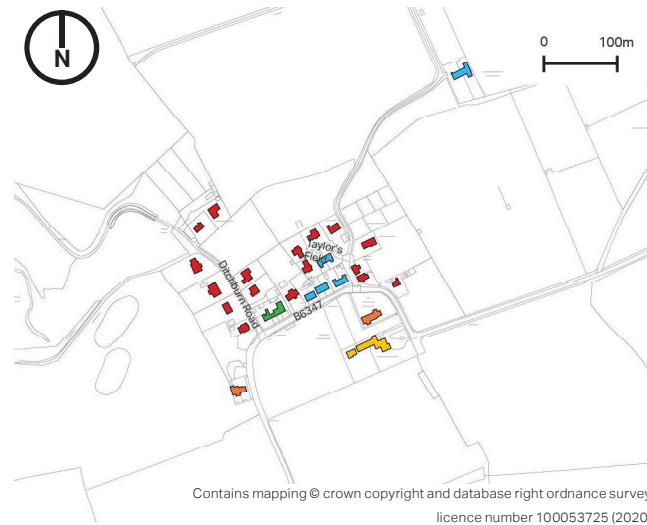 N
0 100m
Taylor's
Field
Ditchburn Road
B6347
Contains mapping © crown copyright and database right ordnance survey
licence number 100053725 (2020